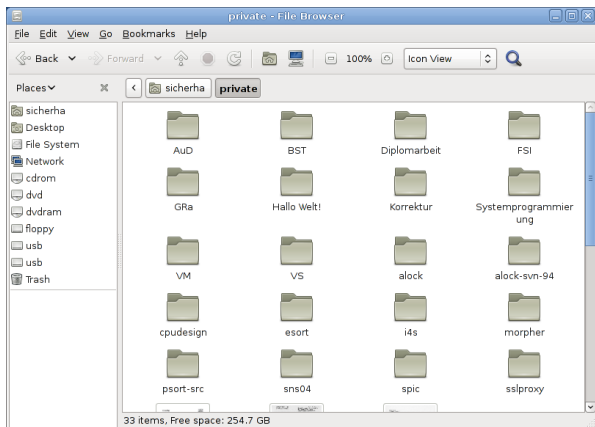 private - File Browser
File Edit View Go Bookmarks Help
Back Forward 100% Icon View
Places sicherha private
sicherha
Desktop
File System
Network
cdrom
dvd
dvdram
floppy
usb
usb
Trash
AuD BST Diplomarbeit FSI
GRa Hallo Welt! Korrektur Systemprogrammier
ung
VM VS alock alock-svn-94
cpudesign esort i4s morpher
psort-src sns04 spic sslproxy
33 items, Free space: 254.7 GB